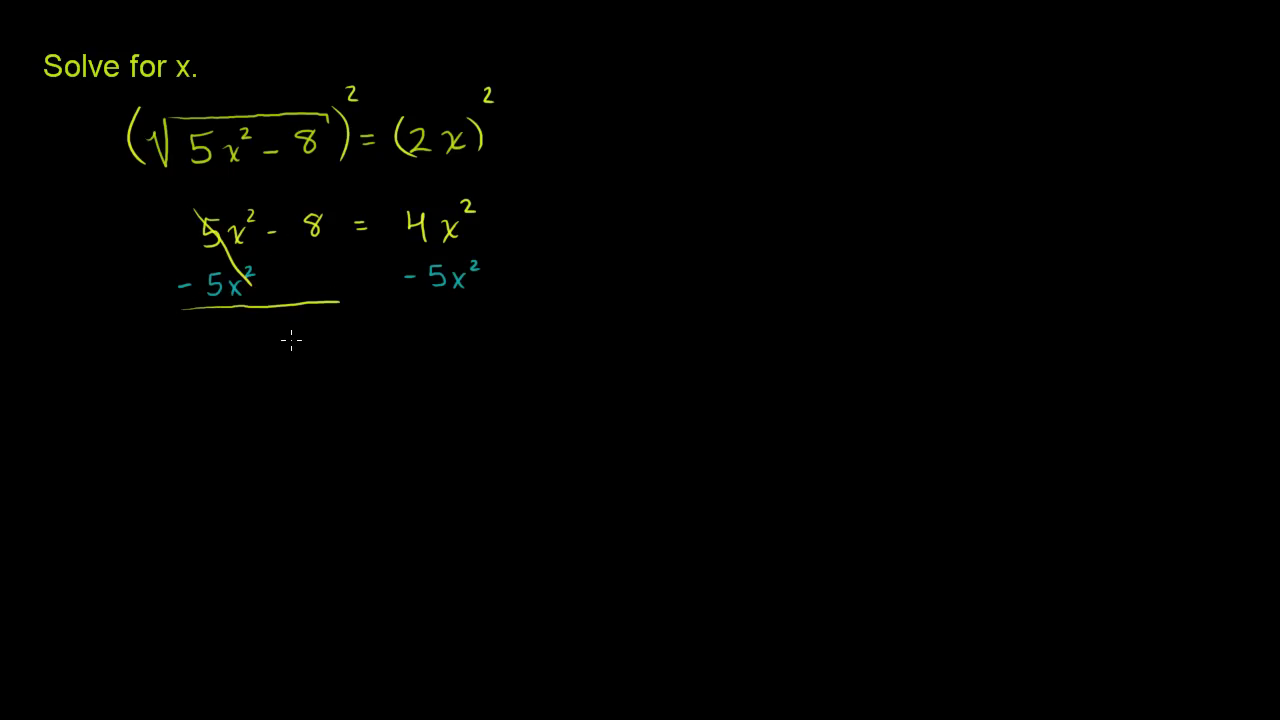 Solve for x.
(√(5x² - 8))² = (2x)²
5x² - 8 = 4x²
- 5x² - 5x²